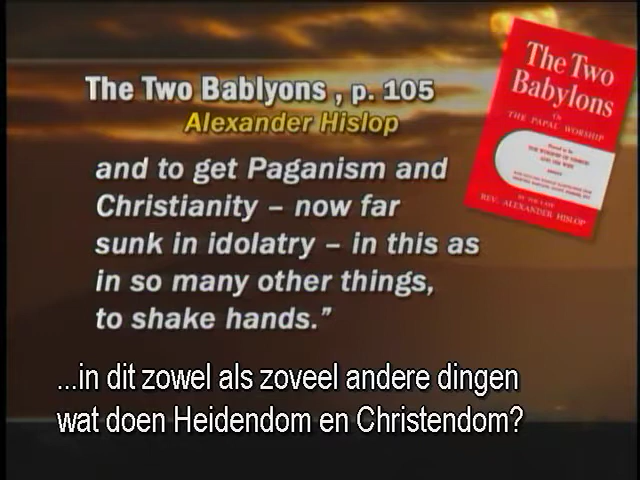 The Two Bablyons , p. 105
Alexander Hislop
and to get Paganism and
Christianity – now far
sunk in idolatry – in this as
in so many other things,
to shake hands.”
The Two
Babylons
Or
THE PAPAL WORSHIP
REV. ALEXANDER HISLOP
...in dit zowel als zoveel andere dingen
wat doen Heidendom en Christendom?